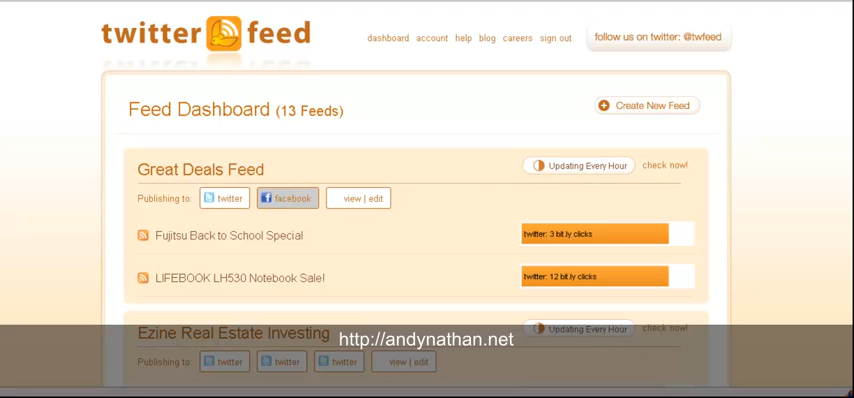 twitter feed
dashboard account help blog careers sign out
follow us on twitter: @twfeed
Feed Dashboard (13 Feeds)
Create New Feed
Great Deals Feed
Updating Every Hour
check now!
Publishing to: twitter facebook view | edit
Fujitsu Back to School Special
twitter: 3 bit.ly clicks
LIFEBOOK LH530 Notebook Sale!
twitter: 12 bit.ly clicks
Ezine Real Estate Investing
Updating Every Hour
check now!
http://andynathan.net
Publishing to: twitter twitter twitter view | edit